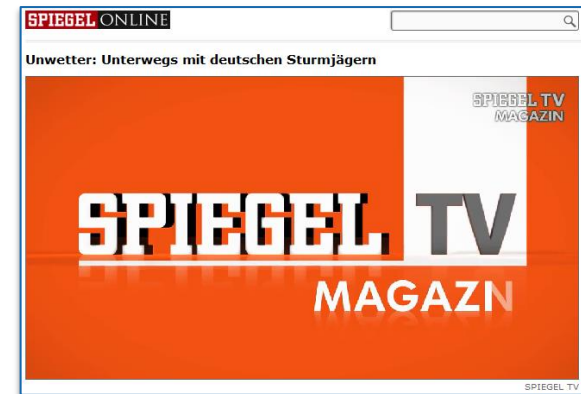 SPIEGEL ONLINE
Unwetter: Unterwegs mit deutschen Sturmjägern
SPIEGEL TV
MAGAZIN
SPIEGEL TV
MAGAZN
SPIEGEL TV